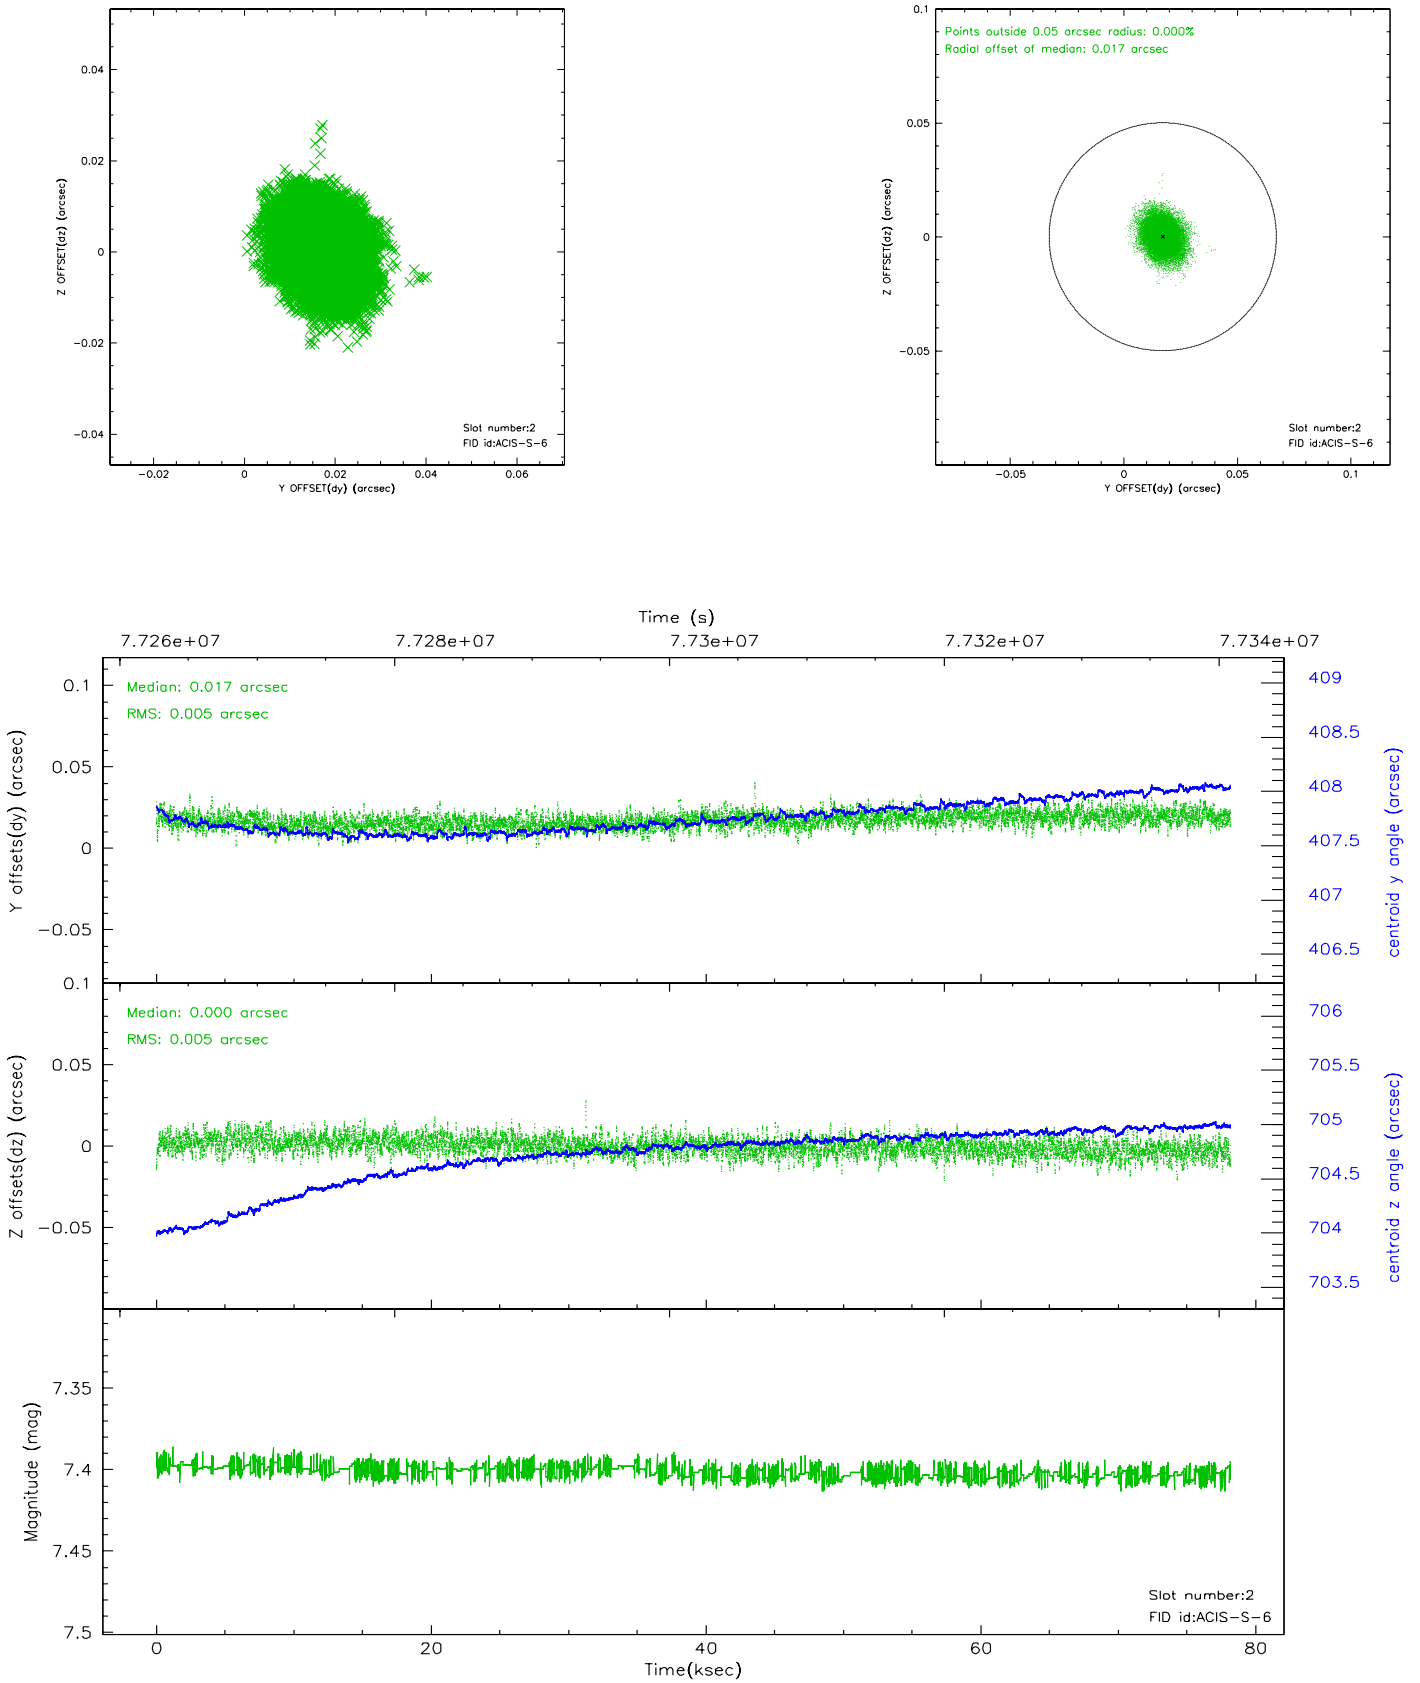 0.04
0.02
0
−0.02
−0.04
Z OFFSET(dz) (arcsec)
Slot number:2
FID id:ACIS−S−6
−0.02 0 0.02 0.04 0.06
Y OFFSET(dy) (arcsec)
Points outside 0.05 arcsec radius: 0.000%
Radial offset of median: 0.017 arcsec
0.1
0.05
0
−0.05
Z OFFSET(dz) (arcsec)
Slot number:2
FID id:ACIS−S−6
−0.05 0 0.05 0.1
Y OFFSET(dy) (arcsec)
Time (s)
7.726e+07 7.728e+07 7.73e+07 7.732e+07 7.734e+07
Median: 0.017 arcsec
RMS: 0.005 arcsec
0.1
0.05
0
−0.05
Y offsets(dy) (arcsec)
409
408.5
408
407.5
407
406.5
centroid y angle (arcsec)
Median: 0.000 arcsec
RMS: 0.005 arcsec
0.1
0.05
0
−0.05
Z offsets(dz) (arcsec)
706
705.5
705
704.5
704
703.5
centroid z angle (arcsec)
7.35
7.4
7.45
7.5
Magnitude (mag)
Slot number:2
FID id:ACIS−S−6
0 20 40 60 80
Time(ksec)